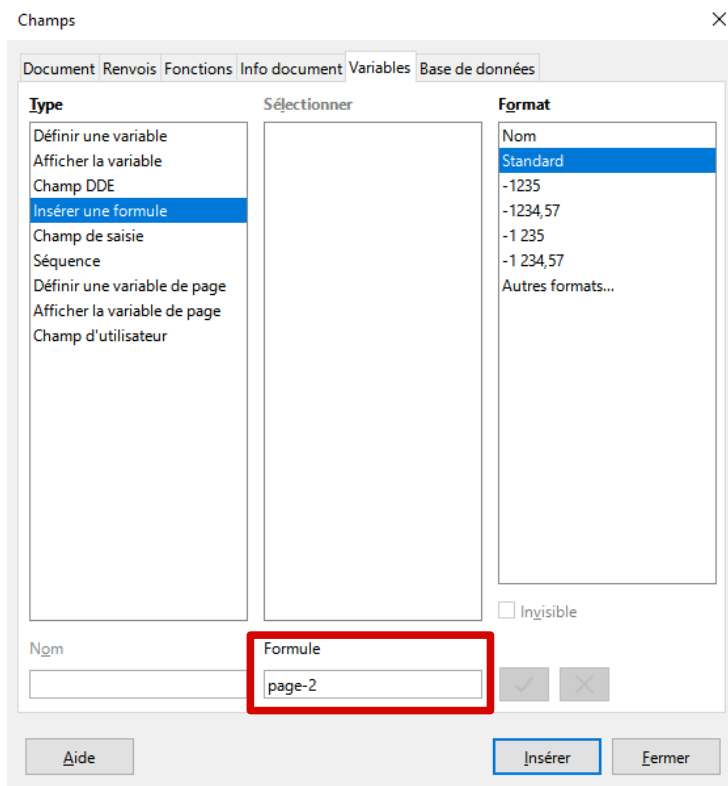 Champs
Document Renvois Fonctions Info document Variables Base de données
Type
Définir une variable
Afficher la variable
Champ DDE
Insérer une formule
Champ de saisie
Séquence
Définir une variable de page
Afficher la variable de page
Champ d'utilisateur
Sélectionner
Format
Nom
Standard
-1235
-1234,57
-1 235
-1 234,57
Autres formats...
Invisible
Nom
Formule
page-2
Aide
Insérer
Fermer